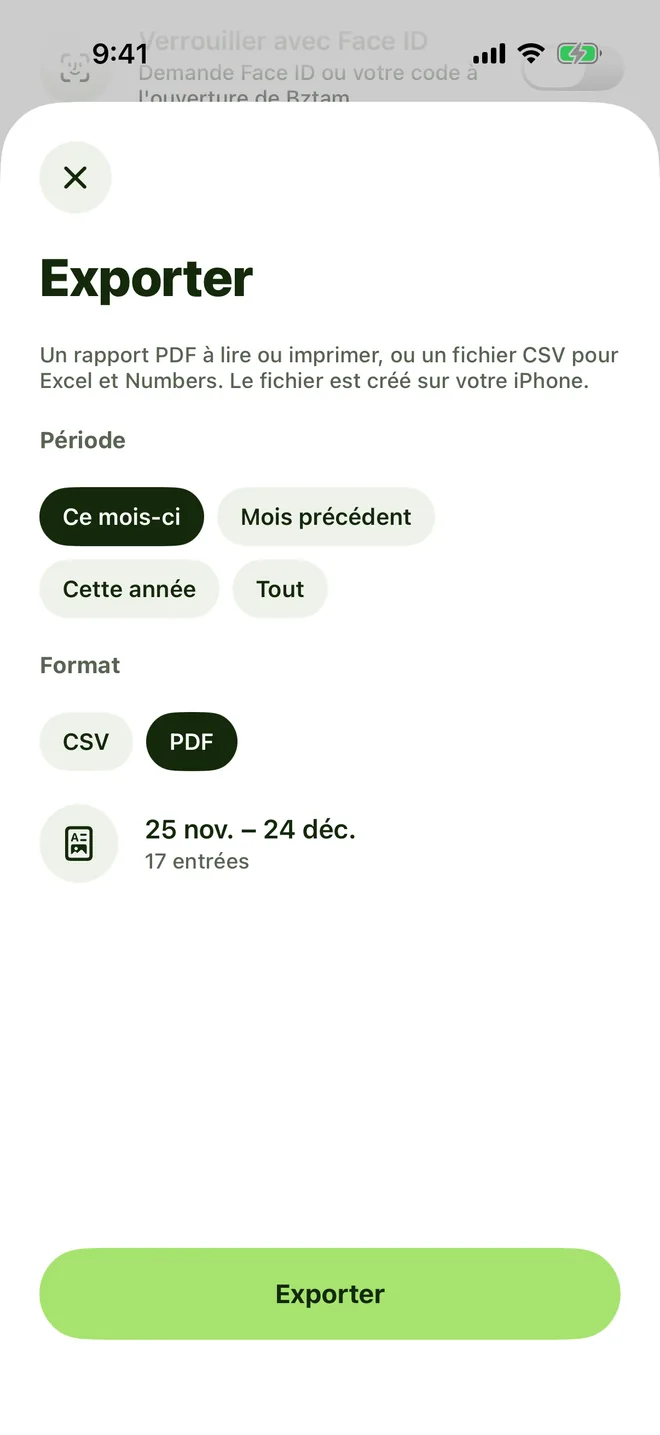 9:41
Verrouiller avec Face ID
Demande Face ID ou votre code à
l'ouverture de Bztam
Exporter
Un rapport PDF à lire ou imprimer, ou un fichier CSV pour
Excel et Numbers. Le fichier est créé sur votre iPhone.
Période
Ce mois-ci
Mois précédent
Cette année
Tout
Format
CSV
PDF
25 nov. – 24 déc.
17 entrées
Exporter